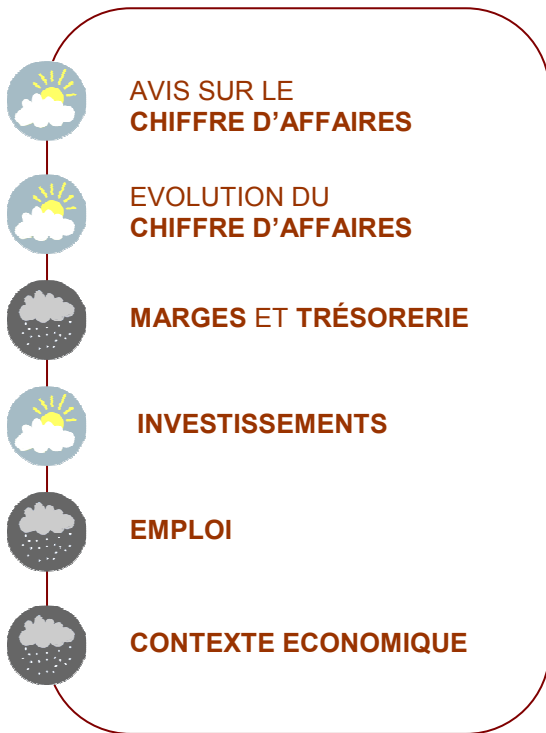 AVIS SUR LE
CHIFFRE D’AFFAIRES
EVOLUTION DU
CHIFFRE D’AFFAIRES
MARGES ET TRÉSORERIE
INVESTISSEMENTS
EMPLOI
CONTEXTE ECONOMIQUE